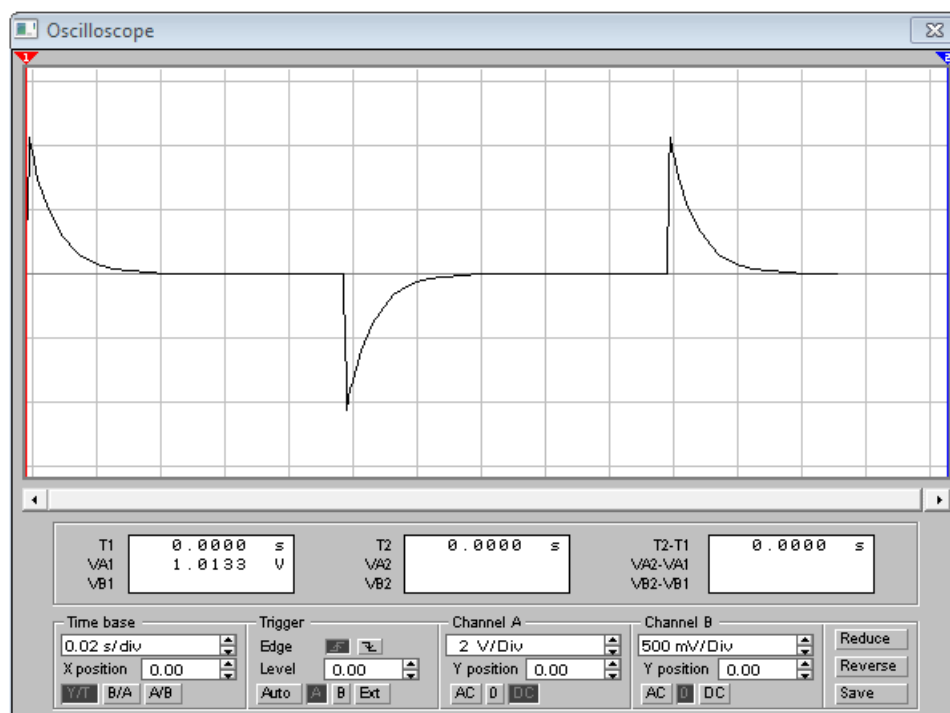 Oscilloscope
1 2
T1 0.0000 s T2 0.0000 s T2-T1 0.0000 s
VA1 1.0133 V VA2 VA2-VA1
VB1 VB2 VB2-VB1
Time base Trigger Channel A Channel B
0.02 s/div Edge 2 V/Div 500 mV/Div Reduce
X position 0.00 Level 0.00 Y position 0.00 Y position 0.00 Reverse
Y/T B/A A/B Auto A B Ext AC 0 DC AC 0 DC Save